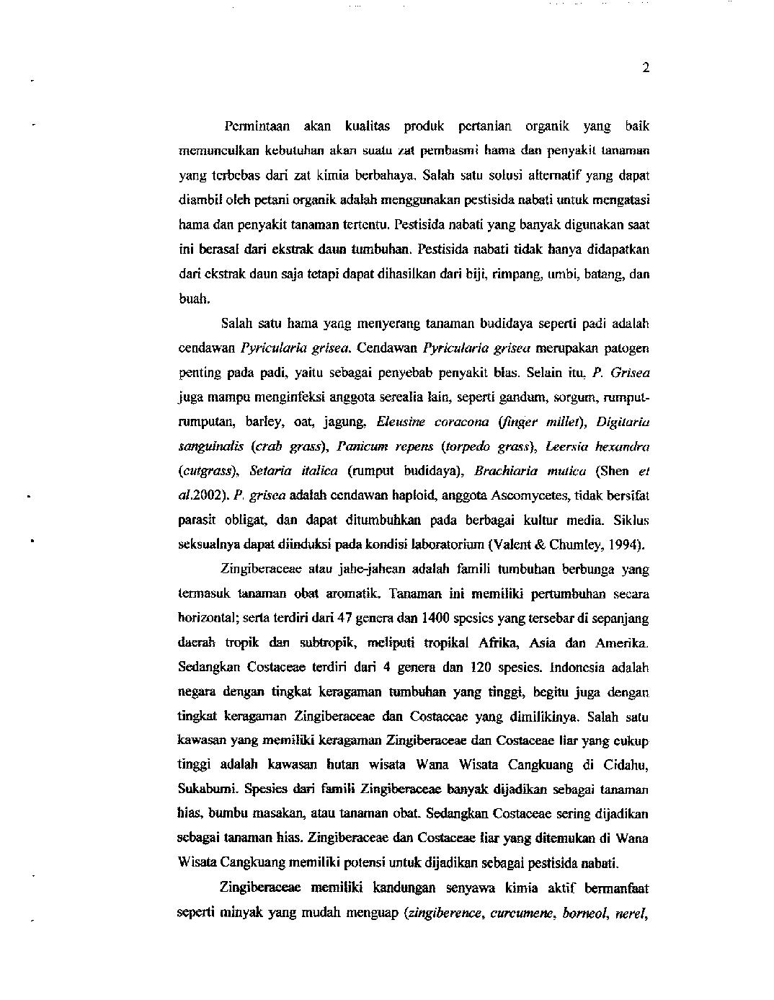 2
Permintaan akan kualitas produk pertanian organik yang baik
memunculkan kebutuhan akan suatu zat pembasmi hama dan penyakit tanaman
yang terbebas dari zat kimia berbahaya. Salah satu solusi alternatif yang dapat
diambil oleh petani organik adalah menggunakan pestisida nabati untuk mengatasi
hama dan penyakit tanaman tertentu. Pestisida nabati yang banyak digunakan saat
ini berasal dari ekstrak daun tumbuhan. Pestisida nabati tidak hanya didapatkan
dari ekstrak daun saja tetapi dapat dihasilkan dari biji, rimpang, umbi, batang, dan
buah.
Salah satu hama yang menyerang tanaman budidaya seperti padi adalah
cendawan Pyricularia grisea. Cendawan Pyricularia grisea merupakan patogen
penting pada padi, yaitu sebagai penyebab penyakit blas. Selain itu, P. Grisea
juga mampu menginfeksi anggota serealia lain, seperti gandum, sorgum, rumput-
rumputan, barley, oat, jagung, Eleusine coracona (finger millet), Digitaria
sanguinalis (crab grass), Panicum repens (torpedo grass), Leersia hexandra
(cutgrass), Setaria italica (rumput budidaya), Brachiaria mutica (Shen et
al.2002). P. grisea adalah cendawan haploid, anggota Ascomycetes, tidak bersifat
parasit obligat, dan dapat ditumbuhkan pada berbagai kultur media. Siklus
seksualnya dapat diinduksi pada kondisi laboratorium (Valent & Chumley, 1994).
Zingiberaceae atau jahe-jahean adalah famili tumbuhan berbunga yang
termasuk tanaman obat aromatik. Tanaman ini memiliki pertumbuhan secara
horizontal; serta terdiri dari 47 genera dan 1400 spesies yang tersebar di sepanjang
daerah tropik dan subtropik, meliputi tropikal Afrika, Asia dan Amerika.
Sedangkan Costaceae terdiri dari 4 genera dan 120 spesies. Indonesia adalah
negara dengan tingkat keragaman tumbuhan yang tinggi, begitu juga dengan
tingkat keragaman Zingiberaceae dan Costaceae yang dimilikinya. Salah satu
kawasan yang memiliki keragaman Zingiberaceae dan Costaceae liar yang cukup
tinggi adalah kawasan hutan wisata Wana Wisata Cangkuang di Cidahu,
Sukabumi. Spesies dari famili Zingiberaceae banyak dijadikan sebagai tanaman
hias, bumbu masakan, atau tanaman obat. Sedangkan Costaceae sering dijadikan
sebagai tanaman hias. Zingiberaceae dan Costaceae liar yang ditemukan di Wana
Wisata Cangkuang memiliki potensi untuk dijadikan sebagai pestisida nabati.
Zingiberaceae memiliki kandungan senyawa kimia aktif bermanfaat
seperti minyak yang mudah menguap (zingiberence, curcumene, borneol, nerel,